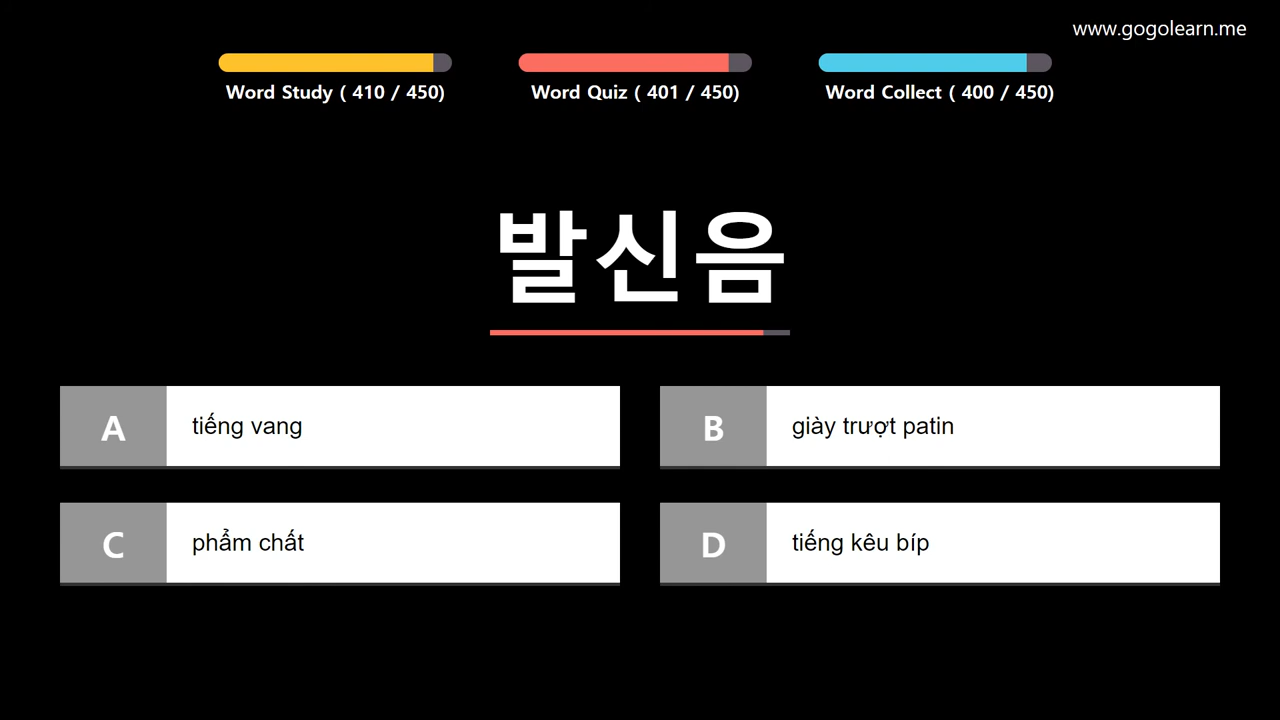 www.gogolearn.me
Word Study ( 410 / 450)
Word Quiz ( 401 / 450)
Word Collect ( 400 / 450)
발신음
A tiếng vang
B giày trượt patin
C phẩm chất
D tiếng kêu bíp